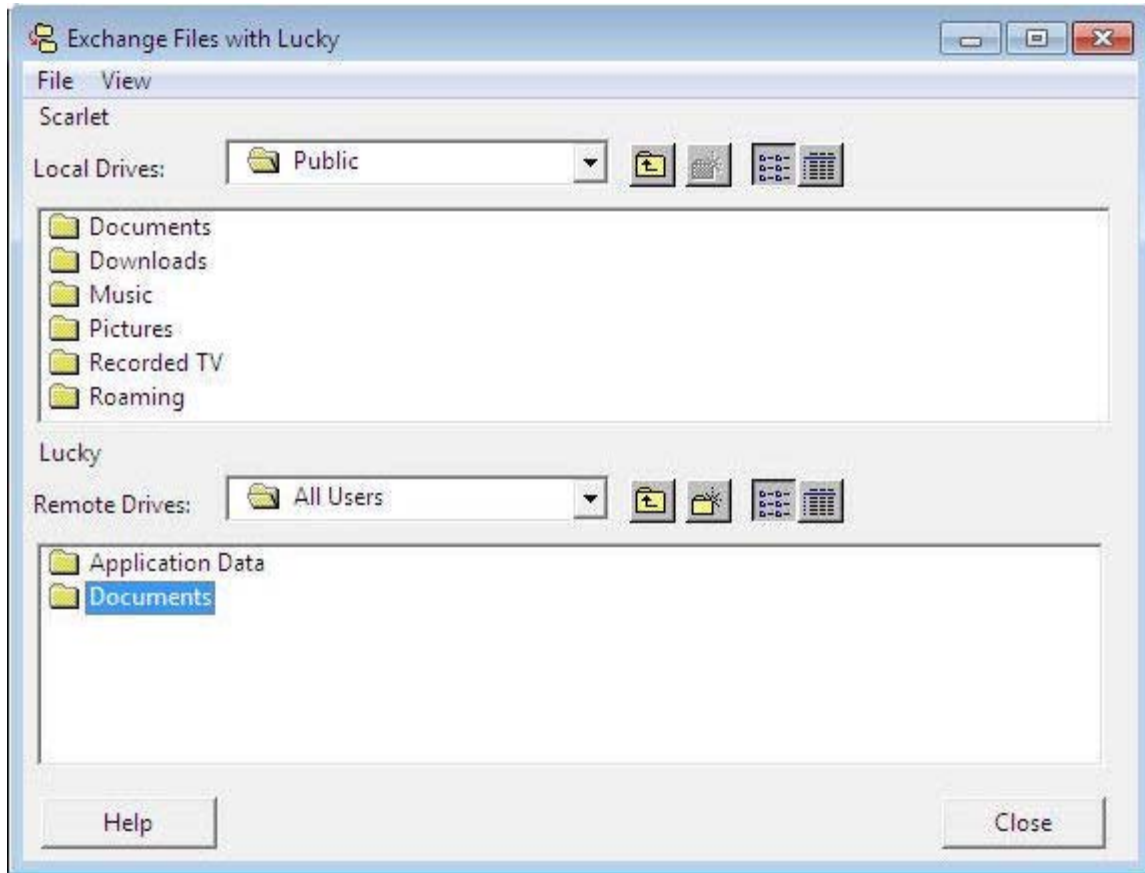 Exchange Files with Lucky
File View
Scarlet
Local Drives: Public
Documents
Downloads
Music
Pictures
Recorded TV
Roaming
Lucky
Remote Drives: All Users
Application Data
Documents
Help Close